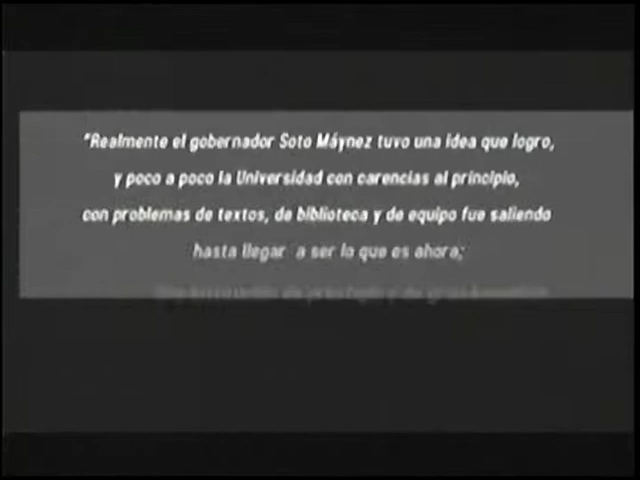 "Realmente el gobernador Soto Máynez tuvo una idea que logro,
y poco a poco la Universidad con carencias al principio,
con problemas de textos, de biblioteca y de equipo fue saliendo
hasta llegar a ser lo que es ahora;